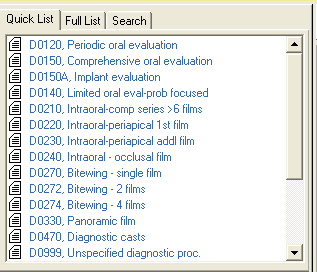 Quick List Full List Search
D0120, Periodic oral evaluation
D0150, Comprehensive oral evaluation
D0150A, Implant evaluation
D0140, Limited oral eval-prob focused
D0210, Intraoral-comp series >6 films
D0220, Intraoral-periapical 1st film
D0230, Intraoral-periapical addl film
D0240, Intraoral - occlusal film
D0270, Bitewing - single film
D0272, Bitewing - 2 films
D0274, Bitewing - 4 films
D0330, Panoramic film
D0470, Diagnostic casts
D0999, Unspecified diagnostic proc.